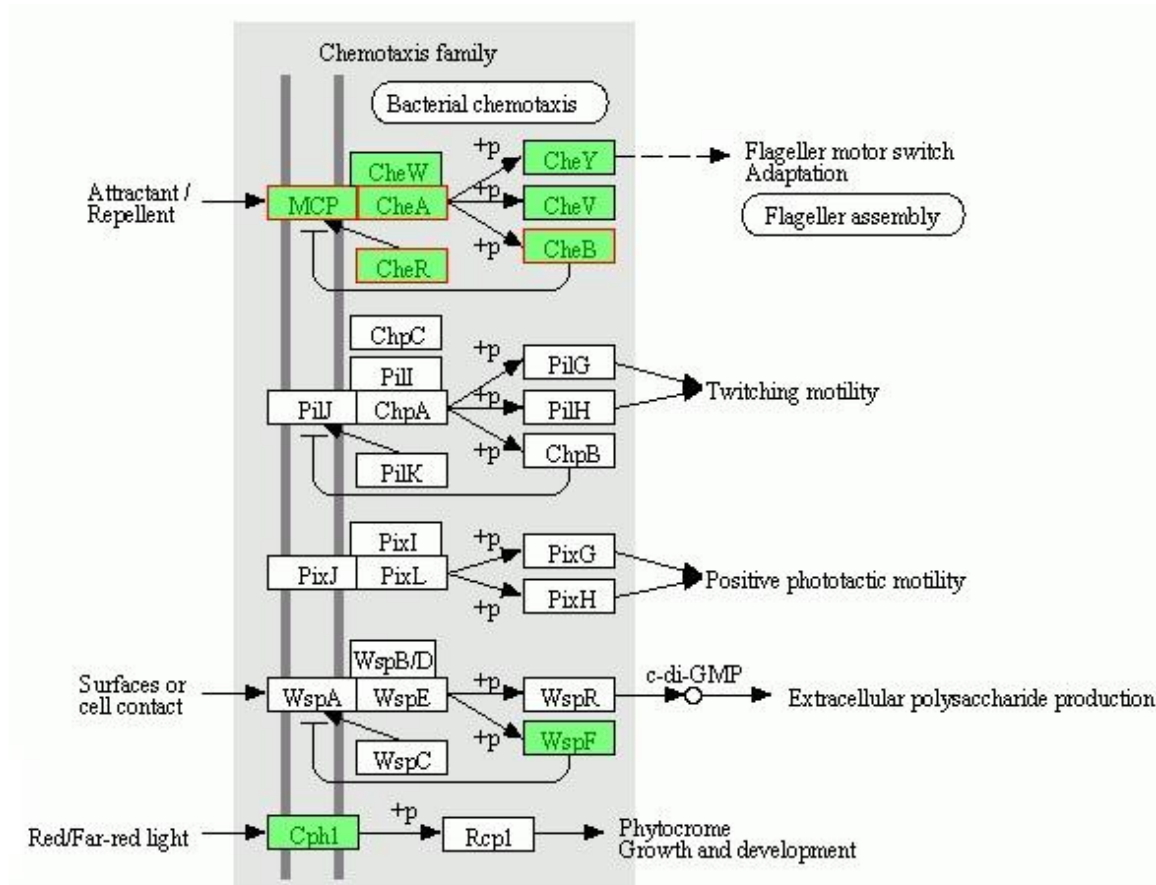 Chemotaxis family
Bacterial chemotaxis
Attractant /
Repellent
MCP
CheW
CheA
CheR
+p
+p
+p
CheY
CheV
CheB
Flageller motor switch
Adaptation
Flageller assembly
ChpC
PilI
PilJ
ChpA
PilK
+p
+p
+p
PilG
PilH
ChpB
Twitching motility
PixI
PixJ
PixL
+p
+p
PixG
PixH
Positive phototactic motility
Surfaces or
cell contact
WspB/D
WspA
WspE
WspC
+p
+p
WspR
WspF
c-di-GMP
Extracellular polysaccharide production
Red/Far-red light
Cph1
+p
Rcp1
Phytocrome
Growth and development